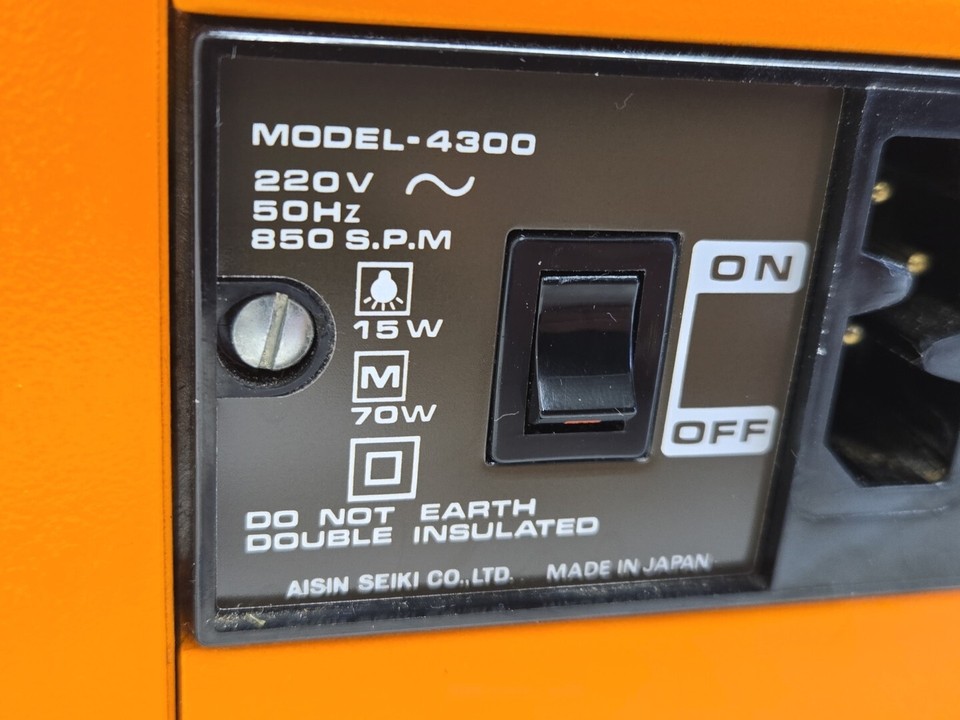 MODEL-4300
220V ~
50Hz
850 S.P.M
15W
M
70W
DO NOT EARTH
DOUBLE INSULATED
AISIN SEIKI CO.,LTD. MADE IN JAPAN
ON
OFF